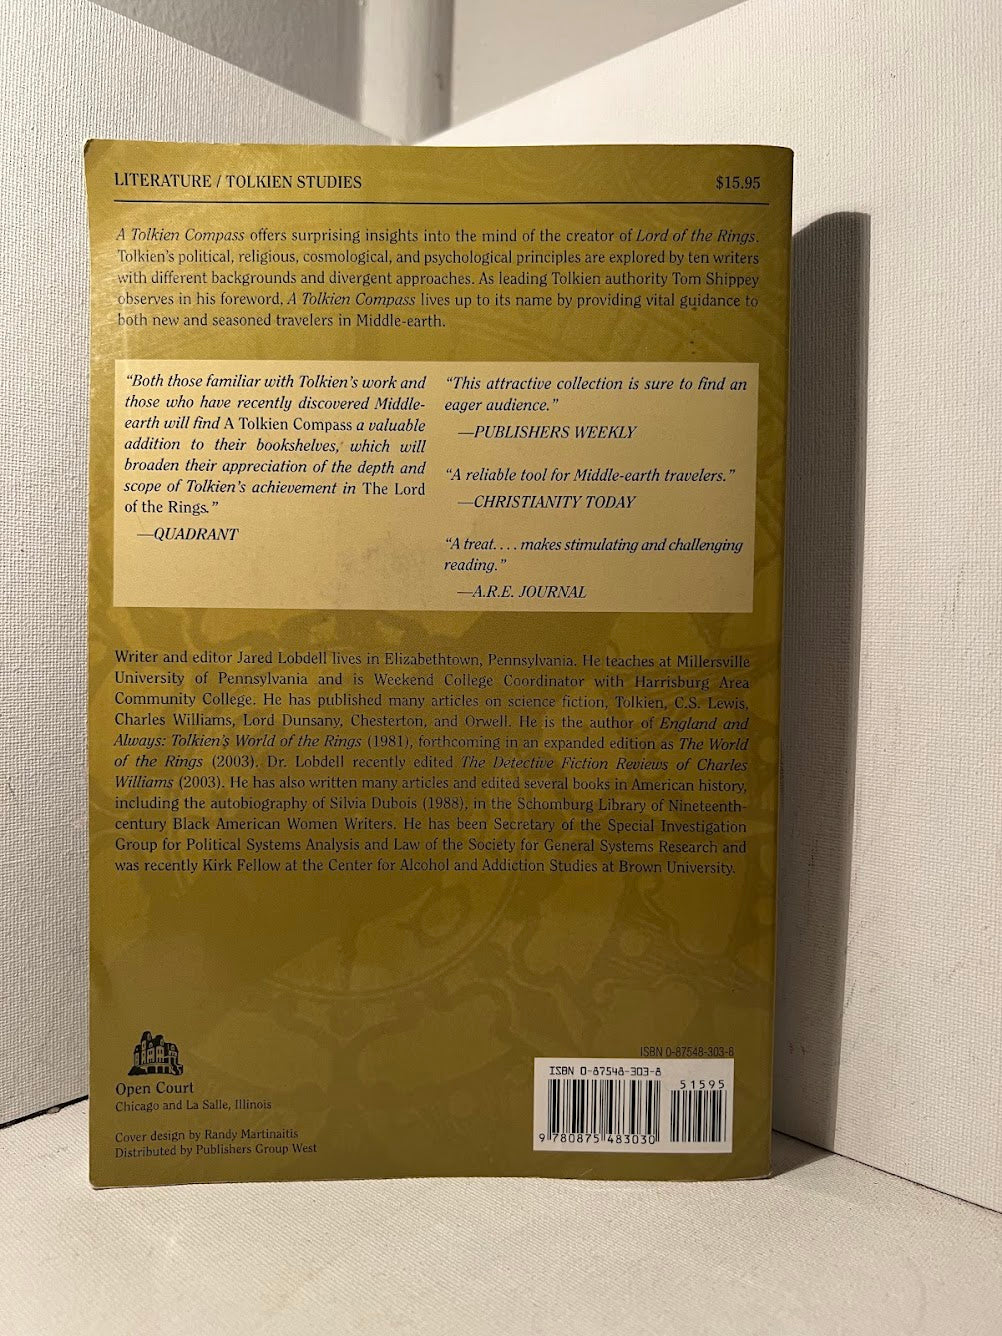 LITERATURE / TOLKIEN STUDIES
$15.95
A Tolkien Compass offers surprising insights into the mind of the creator of Lord of the Rings.
Tolkien's political, religious, cosmological, and psychological principles are explored by ten writers
with different backgrounds and divergent approaches. As leading Tolkien authority Tom Shippey
observes in his foreword, A Tolkien Compass lives up to its name by providing vital guidance to
both new and seasoned travelers in Middle-earth.
"Both those familiar with Tolkien's work and
those who have recently discovered Middle-
earth will find A Tolkien Compass a valuable
addition to their bookshelves, which will
broaden their appreciation of the depth and
scope of Tolkien's achievement in The Lord
of the Rings."
—QUADRANT
"This attractive collection is sure to find an
eager audience."
—PUBLISHERS WEEKLY
"A reliable tool for Middle-earth travelers."
—CHRISTIANITY TODAY
"A treat. . . . makes stimulating and challenging
reading."
—A.R.E. JOURNAL
Writer and editor Jared Lobdell lives in Elizabethtown, Pennsylvania. He teaches at Millersville
University of Pennsylvania and is Weekend College Coordinator with Harrisburg Area
Community College. He has published many articles on science fiction, Tolkien, C.S. Lewis,
Charles Williams, Lord Dunsany, Chesterton, and Orwell. He is the author of England and
Always: Tolkien's World of the Rings (1981), forthcoming in an expanded edition as The World
of the Rings (2003). Dr. Lobdell recently edited The Detective Fiction Reviews of Charles
Williams (2003). He has also written many articles and edited several books in American history,
including the autobiography of Silvia Dubois (1988), in the Schomburg Library of Nineteenth-
century Black American Women Writers. He has been Secretary of the Special Investigation
Group for Political Systems Analysis and Law of the Society for General Systems Research and
was recently Kirk Fellow at the Center for Alcohol and Addiction Studies at Brown University.
Open Court
Chicago and La Salle, Illinois
Cover design by Randy Martinaitis
Distributed by Publishers Group West
ISBN 0-87548-303-8
ISBN 0-87548-303-8
51595
9 780875 483030